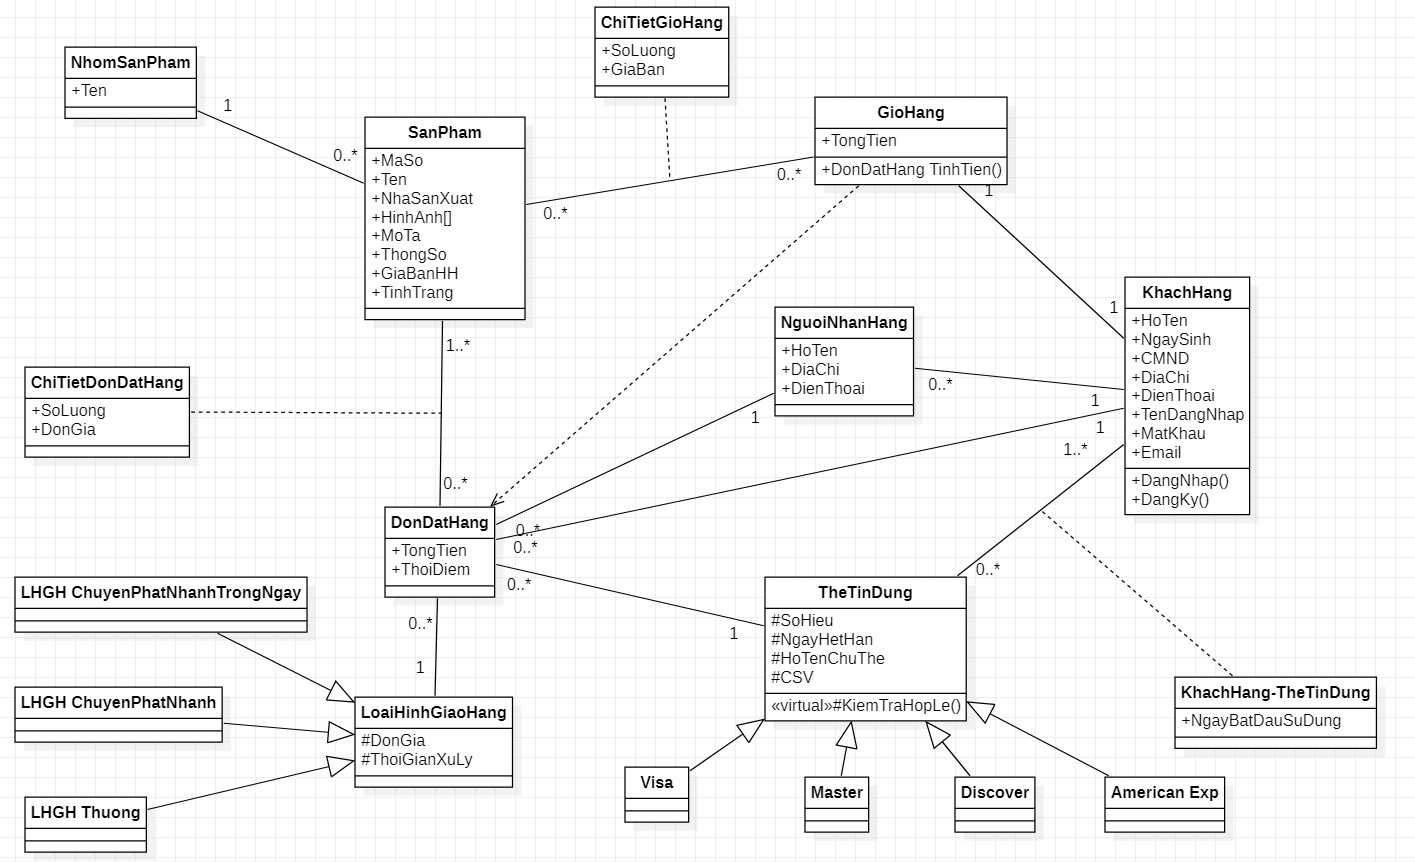 ChiTietGioHang
+SoLuong
+GiaBan
NhomSanPham
+Ten
1
0..*
SanPham
+MaSo
+Ten
+NhaSanXuat
+HinhAnh[]
+MoTa
+ThongSo
+GiaBanHH
+TinhTrang
0..*
0..*
GioHang
+TongTien
+DonDatHang TinhTien()
1
1
KhachHang
+HoTen
+NgaySinh
+CMND
+DiaChi
+DienThoai
+TenDangNhap
+MatKhau
+Email
+DangNhap()
+DangKy()
NguoiNhanHang
+HoTen
+DiaChi
+DienThoai
0..*
1
1
1
1..*
1..*
ChiTietDonDatHang
+SoLuong
+DonGia
0..*
DonDatHang
+TongTien
+ThoiDiem
0..*
0..*
0..*
1
0..*
TheTinDung
#SoHieu
#NgayHetHan
#HoTenChuThe
#CSV
«virtual»#KiemTraHopLe()
KhachHang-TheTinDung
+NgayBatDauSuDung
LHGH ChuyenPhatNhanhTrongNgay
0..*
1
LHGH ChuyenPhatNhanh
LoaiHinhGiaoHang
#DonGia
#ThoiGianXuLy
LHGH Thuong
Visa
Master
Discover
American Exp